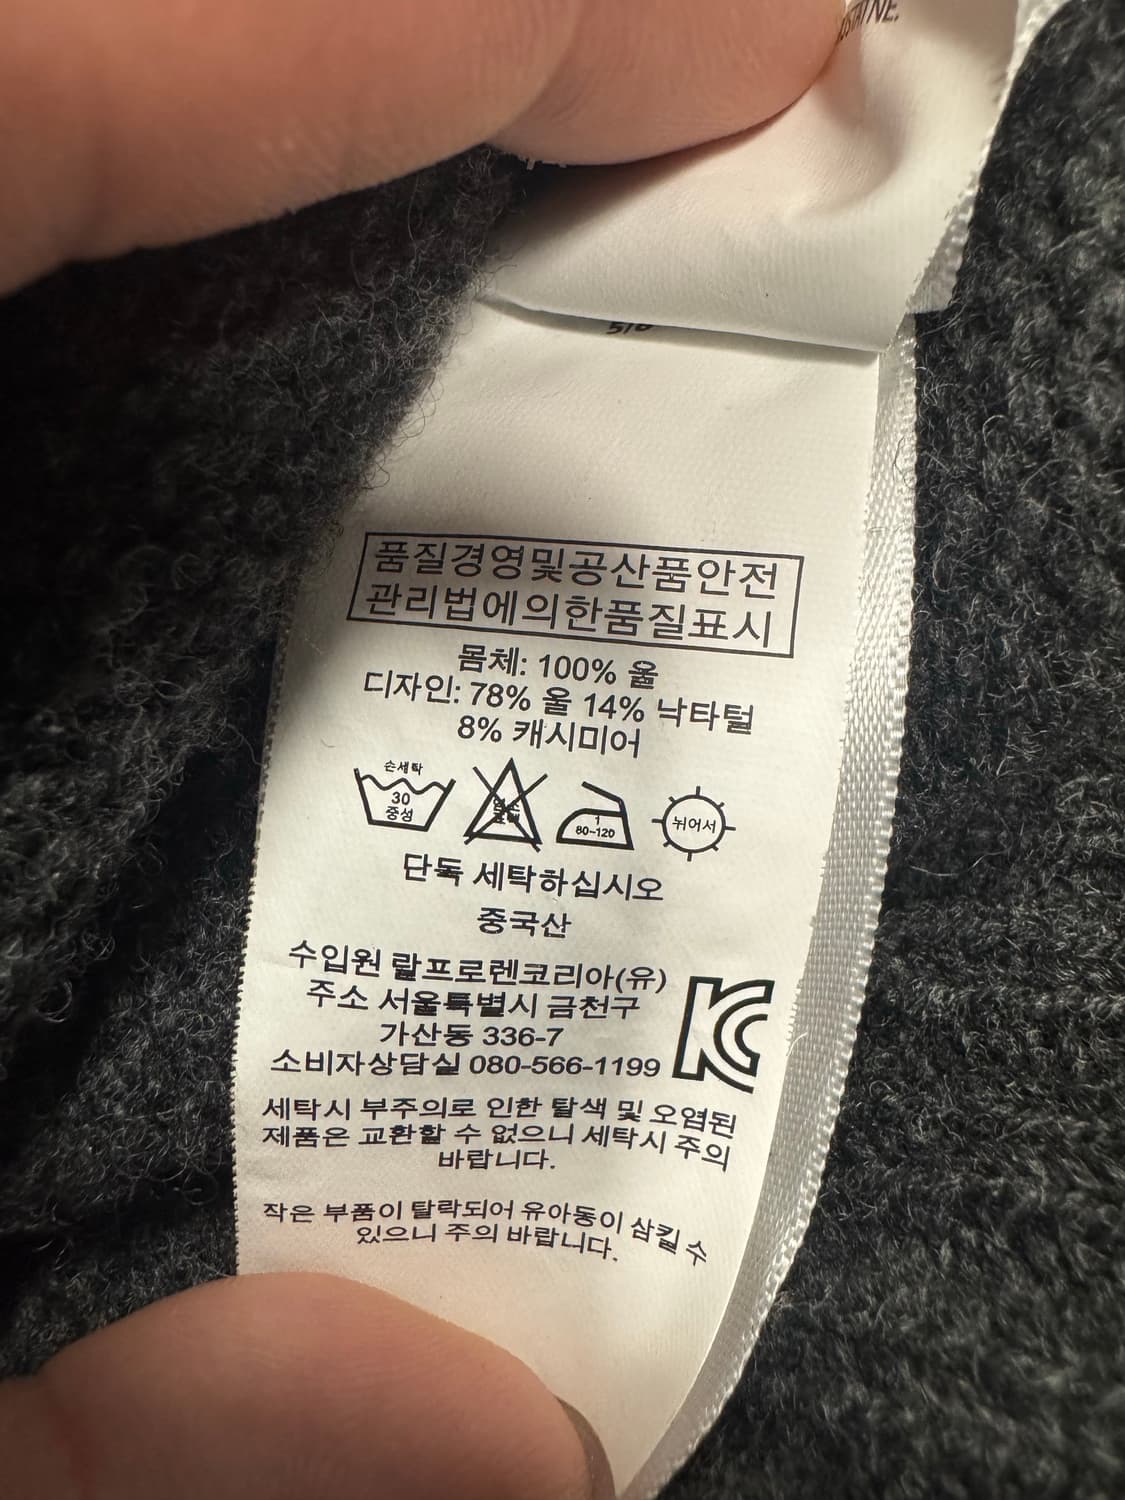 품질경영및공산품안전
관리법에의한품질표시
몸체: 100% 울
디자인: 78% 울 14% 낙타털
8% 캐시미어
손세탁
30
중성
1
80~120
뉘어서
단독 세탁하십시오
중국산
수입원 랄프로렌코리아(유)
주소 서울특별시 금천구
가산동 336-7
소비자상담실 080-566-1199
KC
세탁시 부주의로 인한 탈색 및 오염된
제품은 교환할 수 없으니 세탁시 주의
바랍니다.
작은 부품이 탈락되어 유아동이 삼킬 수
있으니 주의 바랍니다.